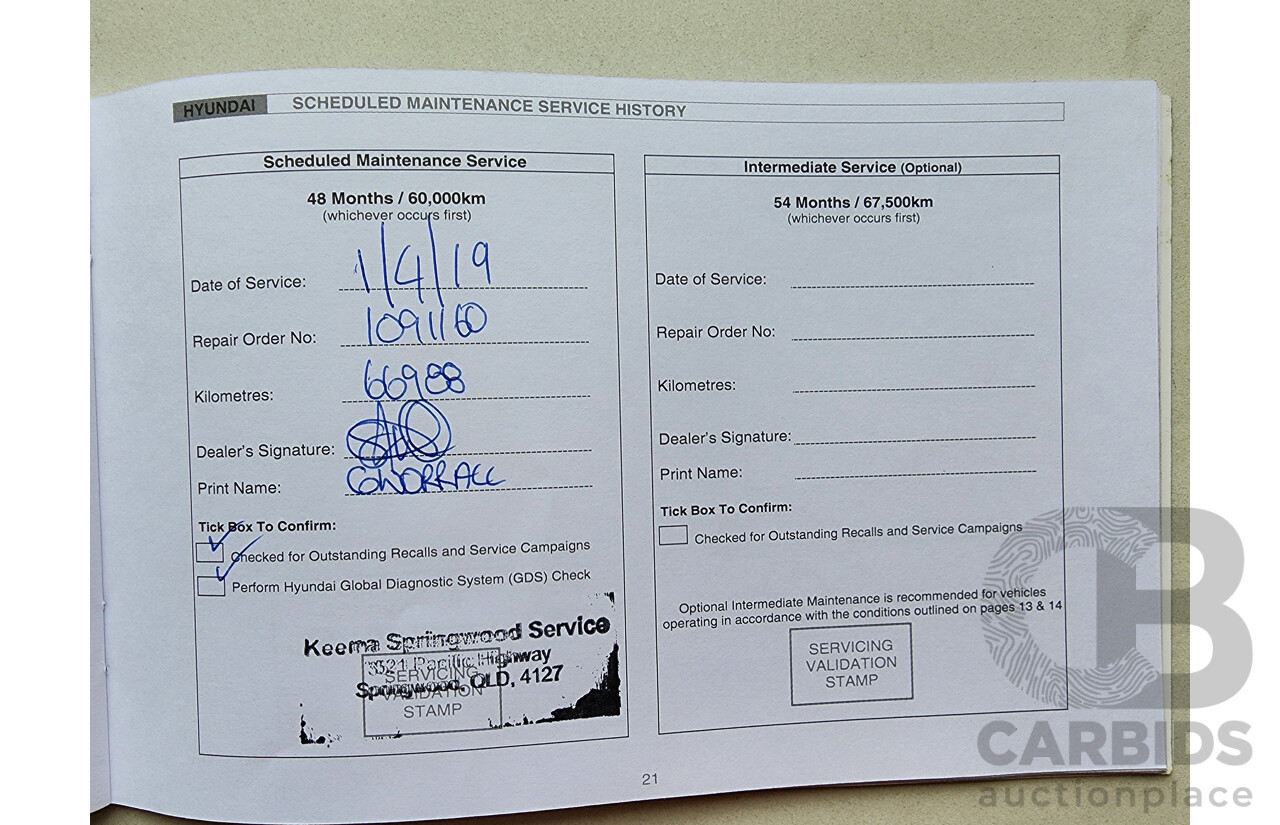 HYUNDAI SCHEDULED MAINTENANCE SERVICE HISTORY
Scheduled Maintenance Service
48 Months / 60,000km
(whichever occurs first)
Date of Service: 1/4/19
Repair Order No: 1091160
Kilometres: 66988
Dealer's Signature:
Print Name:
Tick Box To Confirm:
Checked for Outstanding Recalls and Service Campaigns
Perform Hyundai Global Diagnostic System (GDS) Check
Keema Springwood Service
3521 Pacific Highway
Springwood, QLD, 4127
SERVICING
VALIDATION
STAMP
Intermediate Service (Optional)
54 Months / 67,500km
(whichever occurs first)
Date of Service:
Repair Order No:
Kilometres:
Dealer's Signature:
Print Name:
Tick Box To Confirm:
Checked for Outstanding Recalls and Service Campaigns
Optional Intermediate Maintenance is recommended for vehicles
operating in accordance with the conditions outlined on pages 13 & 14
SERVICING
VALIDATION
STAMP
21
CB
CARBIDS
auctionplace